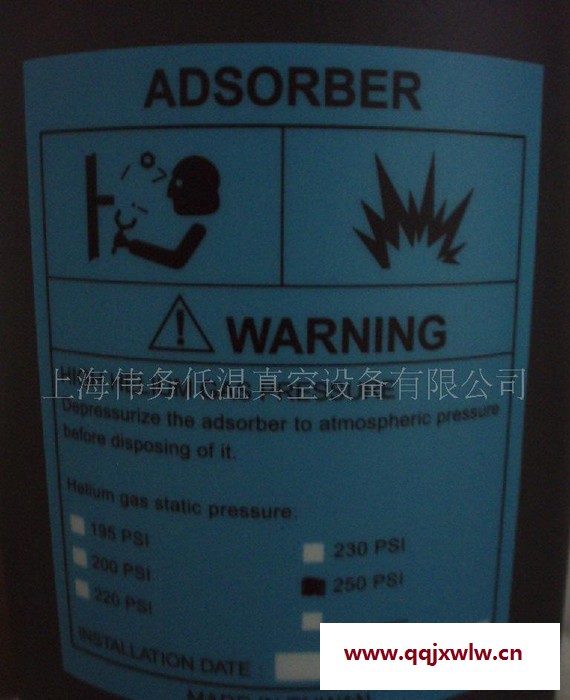 ADSORBER
WARNING
上海伟务低温真空设备有限公司
Depressurize the adsorber to atmospheric pressure
before disposing of it.
Helium gas static pressure:
195 PSI
200 PSI
220 PSI
230 PSI
250 PSI
INSTALLATION DATE :
MADE IN
www.qqjxwlw.cn